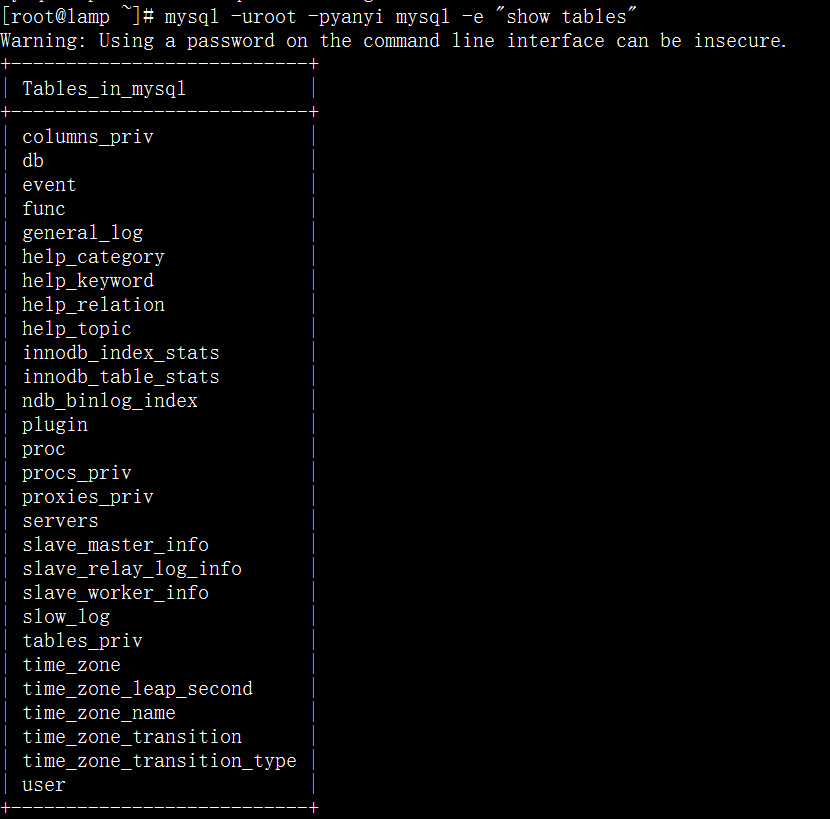 [root@lamp ~]# mysql -uroot -pyanyi mysql -e "show tables"
Warning: Using a password on the command line interface can be insecure.
+---------------------------+
| Tables_in_mysql           |
+---------------------------+
| columns_priv              |
| db                        |
| event                     |
| func                      |
| general_log               |
| help_category             |
| help_keyword              |
| help_relation             |
| help_topic                |
| innodb_index_stats        |
| innodb_table_stats        |
| ndb_binlog_index          |
| plugin                    |
| proc                      |
| procs_priv                |
| proxies_priv              |
| servers                   |
| slave_master_info         |
| slave_relay_log_info      |
| slave_worker_info         |
| slow_log                  |
| tables_priv               |
| time_zone                 |
| time_zone_leap_second     |
| time_zone_name            |
| time_zone_transition      |
| time_zone_transition_type |
| user                      |
+---------------------------+